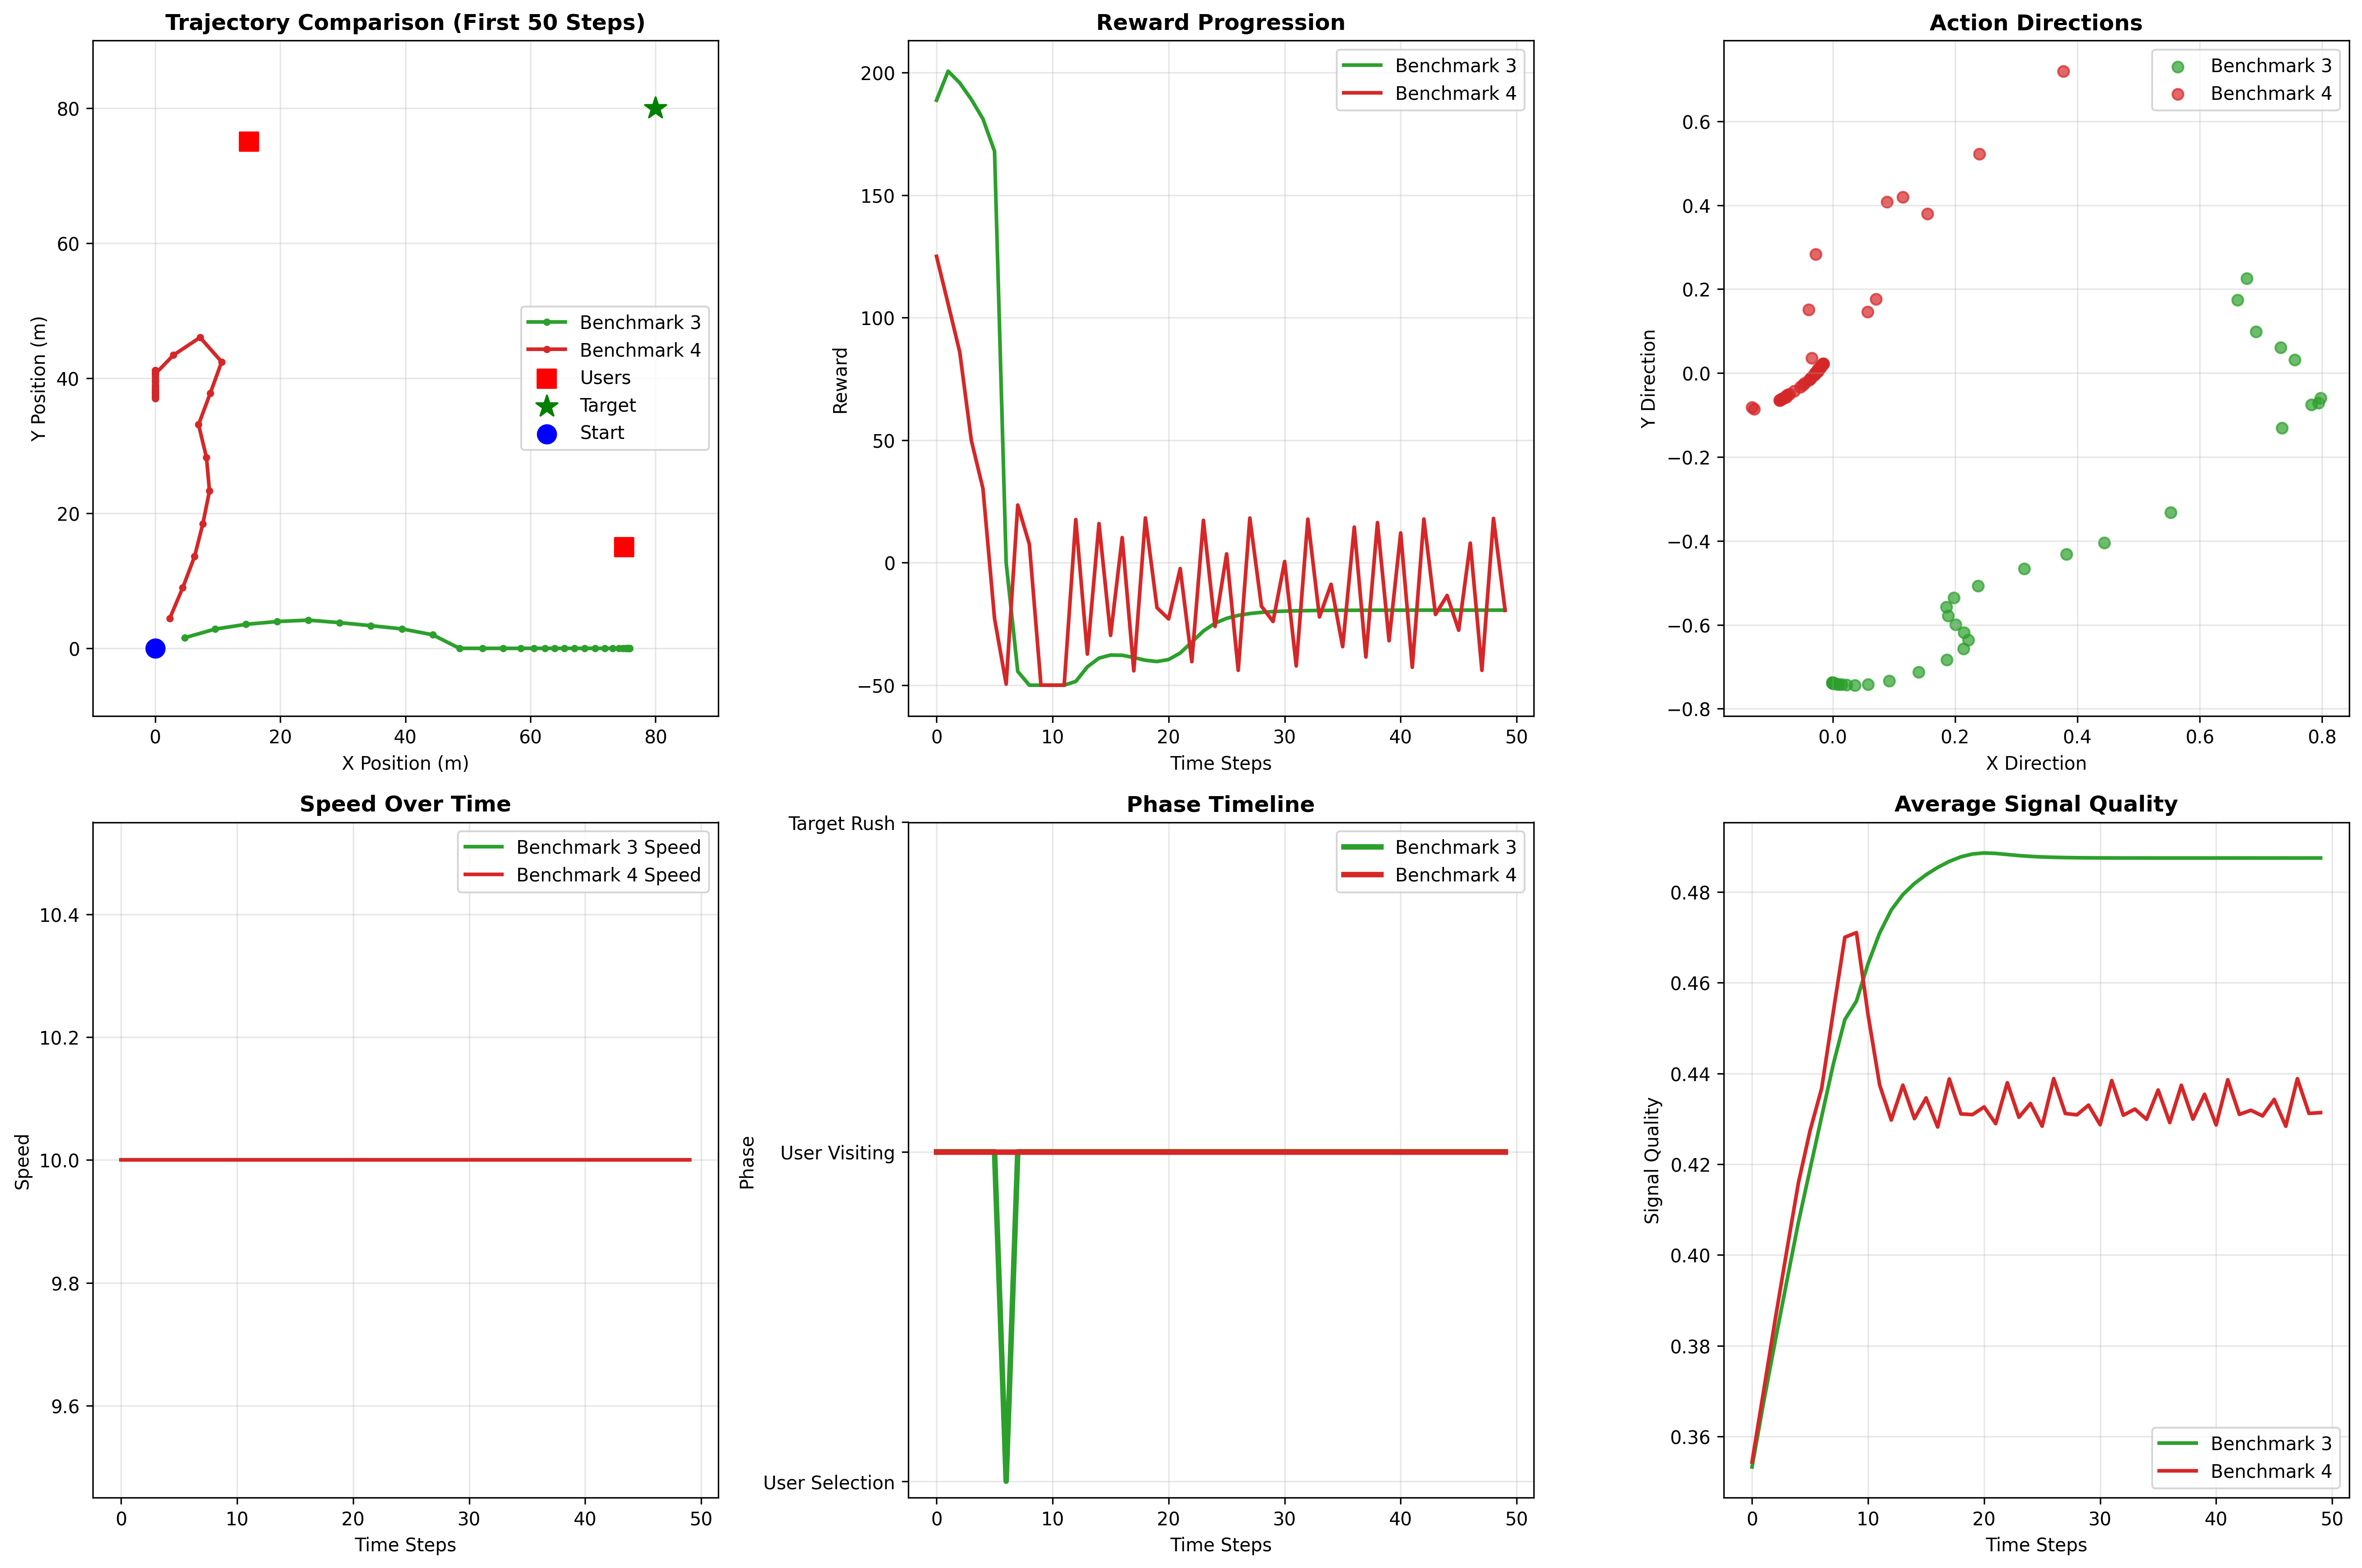 Trajectory Comparison (First 50 Steps)
80
60
40
20
0
Y Position (m)
0 20 40 60 80
X Position (m)
Benchmark 3
Benchmark 4
Users
Target
Start
Reward Progression
200
150
100
50
0
−50
Reward
0 10 20 30 40 50
Time Steps
Benchmark 3
Benchmark 4
Action Directions
0.6
0.4
0.2
0.0
−0.2
−0.4
−0.6
−0.8
Y Direction
0.0 0.2 0.4 0.6 0.8
X Direction
Benchmark 3
Benchmark 4
Speed Over Time
10.4
10.2
10.0
9.8
9.6
Speed
0 10 20 30 40 50
Time Steps
Benchmark 3 Speed
Benchmark 4 Speed
Phase Timeline
Target Rush
User Visiting
User Selection
Phase
0 10 20 30 40 50
Time Steps
Benchmark 3
Benchmark 4
Average Signal Quality
0.48
0.46
0.44
0.42
0.40
0.38
0.36
Signal Quality
0 10 20 30 40 50
Time Steps
Benchmark 3
Benchmark 4